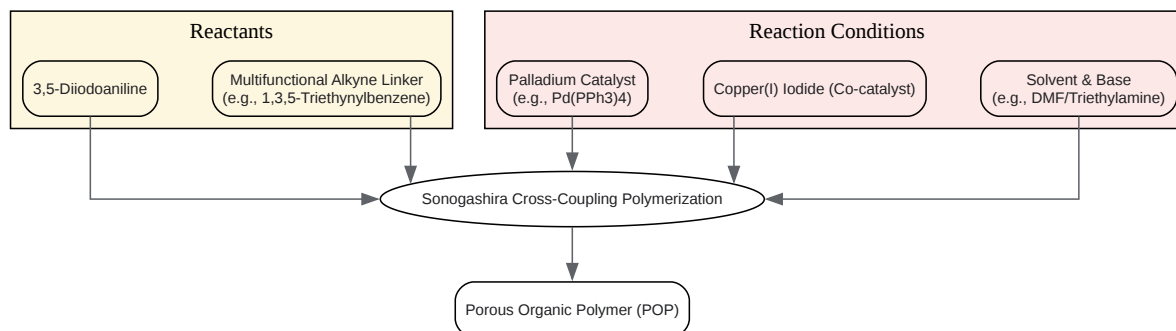 Reactants
Reaction Conditions
3,5-Diiodoaniline
Multifunctional Alkyne Linker
(e.g., 1,3,5-Triethynylbenzene)
Palladium Catalyst
(e.g., Pd(PPh3)4)
Copper(I) Iodide (Co-catalyst)
Solvent & Base
(e.g., DMF/Triethylamine)
Sonogashira Cross-Coupling Polymerization
Porous Organic Polymer (POP)